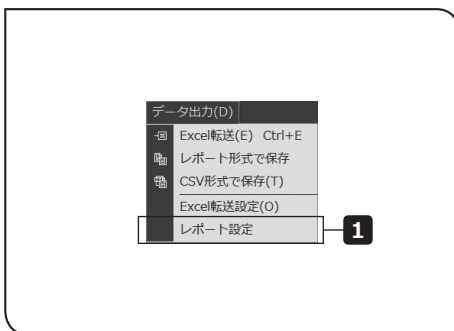 データ出力(D)
Excel転送(E) Ctrl+E
レポート形式で保存
CSV形式で保存(T)
Excel転送設定(O)
レポート設定
1